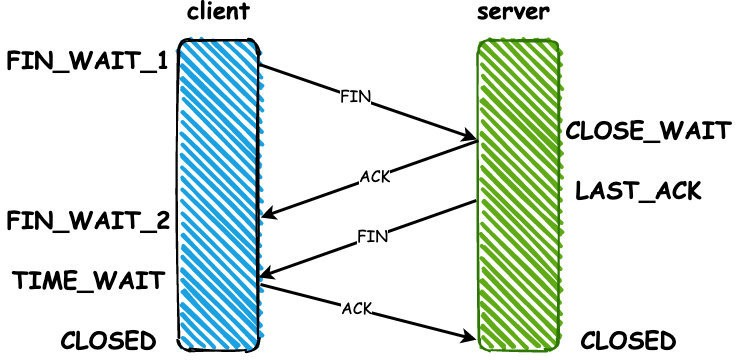 client
server
FIN_WAIT_1
FIN
CLOSE_WAIT
ACK
LAST_ACK
FIN_WAIT_2
FIN
TIME_WAIT
ACK
CLOSED
CLOSED